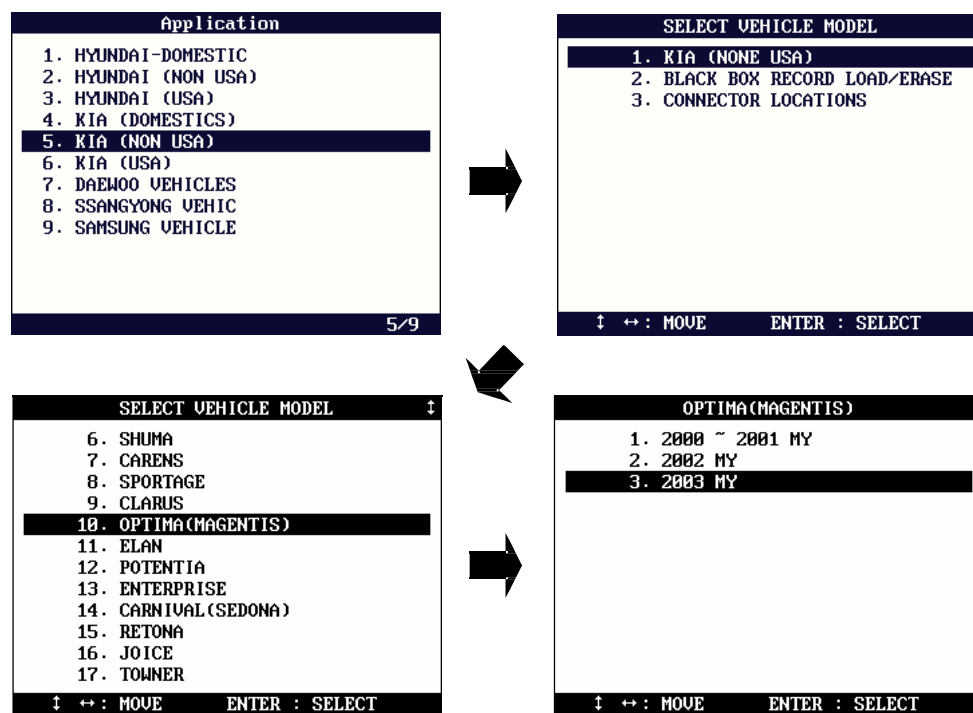 Application
1. HYUNDAI-DOMESTIC
2. HYUNDAI (NON USA)
3. HYUNDAI (USA)
4. KIA (DOMESTICS)
5. KIA (NON USA)
6. KIA (USA)
7. DAEWOO VEHICLES
8. SSANGYONG VEHIC
9. SAMSUNG VEHICLE
5/9
SELECT VEHICLE MODEL
1. KIA (NONE USA)
2. BLACK BOX RECORD LOAD/ERASE
3. CONNECTOR LOCATIONS
↕ ↔: MOVE ENTER : SELECT
SELECT VEHICLE MODEL ↕
6. SHUMA
7. CARENS
8. SPORTAGE
9. CLARUS
10. OPTIMA(MAGENTIS)
11. ELAN
12. POTENTIA
13. ENTERPRISE
14. CARNIVAL(SEDONA)
15. RETONA
16. JOICE
17. TOWNER
↕ ↔: MOVE ENTER : SELECT
OPTIMA(MAGENTIS)
1. 2000 ~ 2001 MY
2. 2002 MY
3. 2003 MY
↕ ↔: MOVE ENTER : SELECT